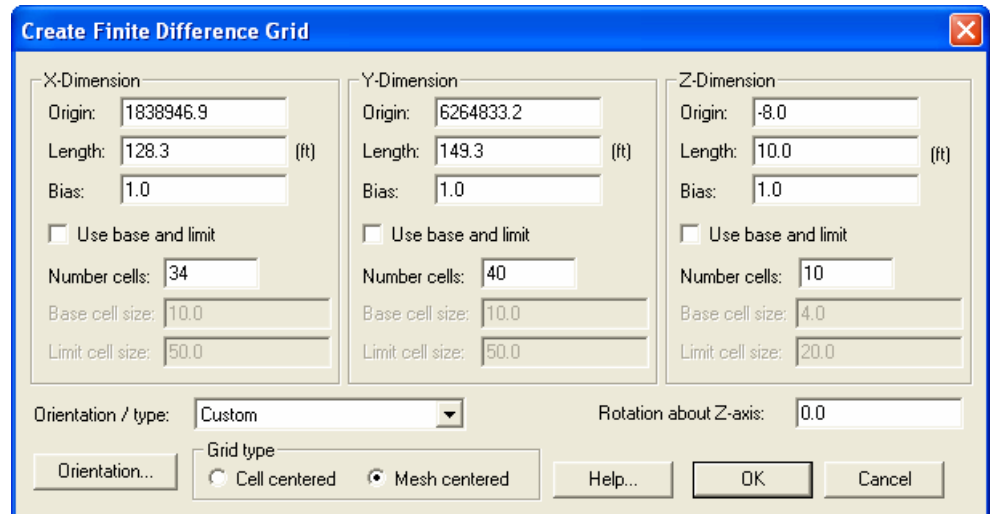 Create Finite Difference Grid
X-Dimension
Origin: 1838946.9
Length: 128.3 (ft)
Bias: 1.0
Use base and limit
Number cells: 34
Base cell size: 10.0
Limit cell size: 50.0
Y-Dimension
Origin: 6264833.2
Length: 149.3 (ft)
Bias: 1.0
Use base and limit
Number cells: 40
Base cell size: 10.0
Limit cell size: 50.0
Z-Dimension
Origin: -8.0
Length: 10.0 (ft)
Bias: 1.0
Use base and limit
Number cells: 10
Base cell size: 4.0
Limit cell size: 20.0
Orientation / type: Custom
Rotation about Z-axis: 0.0
Orientation...
Grid type
Cell centered
Mesh centered
Help...
OK
Cancel